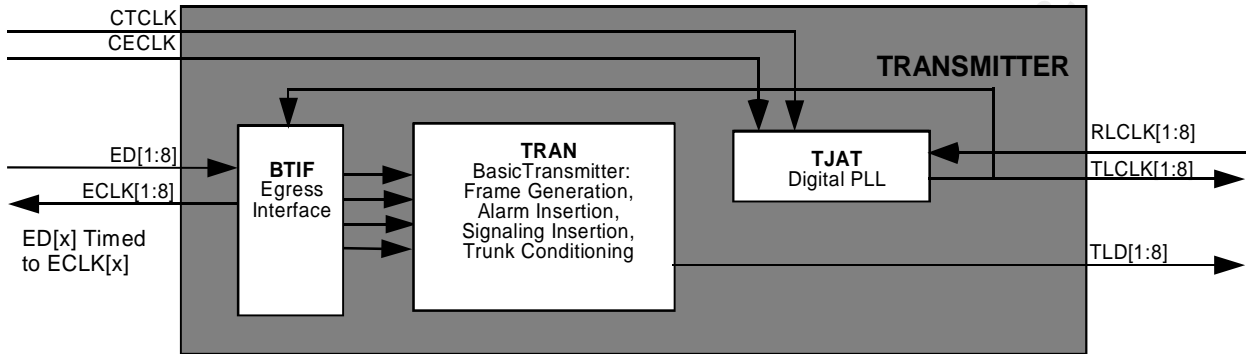 CTCLK
CECLK
TRANSMITTER
ED[1:8]
ECLK[1:8]
ED[x] Timed
to ECLK[x]
BTIF
Egress
Interface
TRAN
BasicTransmitter:
Frame Generation,
Alarm Insertion,
Signaling Insertion,
Trunk Conditioning
TJAT
Digital PLL
RLCLK[1:8]
TLCLK[1:8]
TLD[1:8]